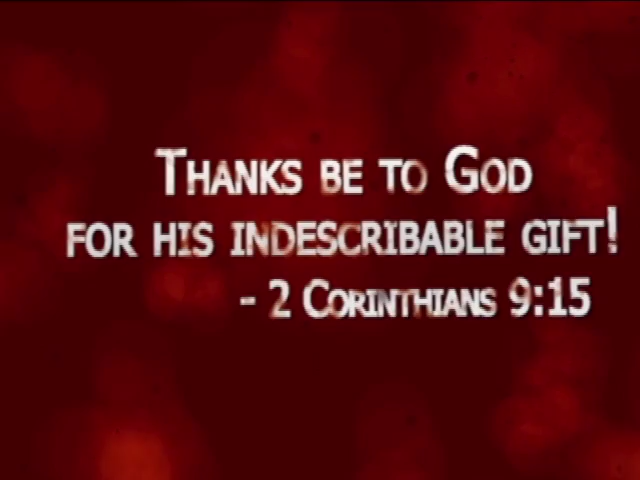 Thanks be to God
for his indescribable gift!
- 2 Corinthians 9:15